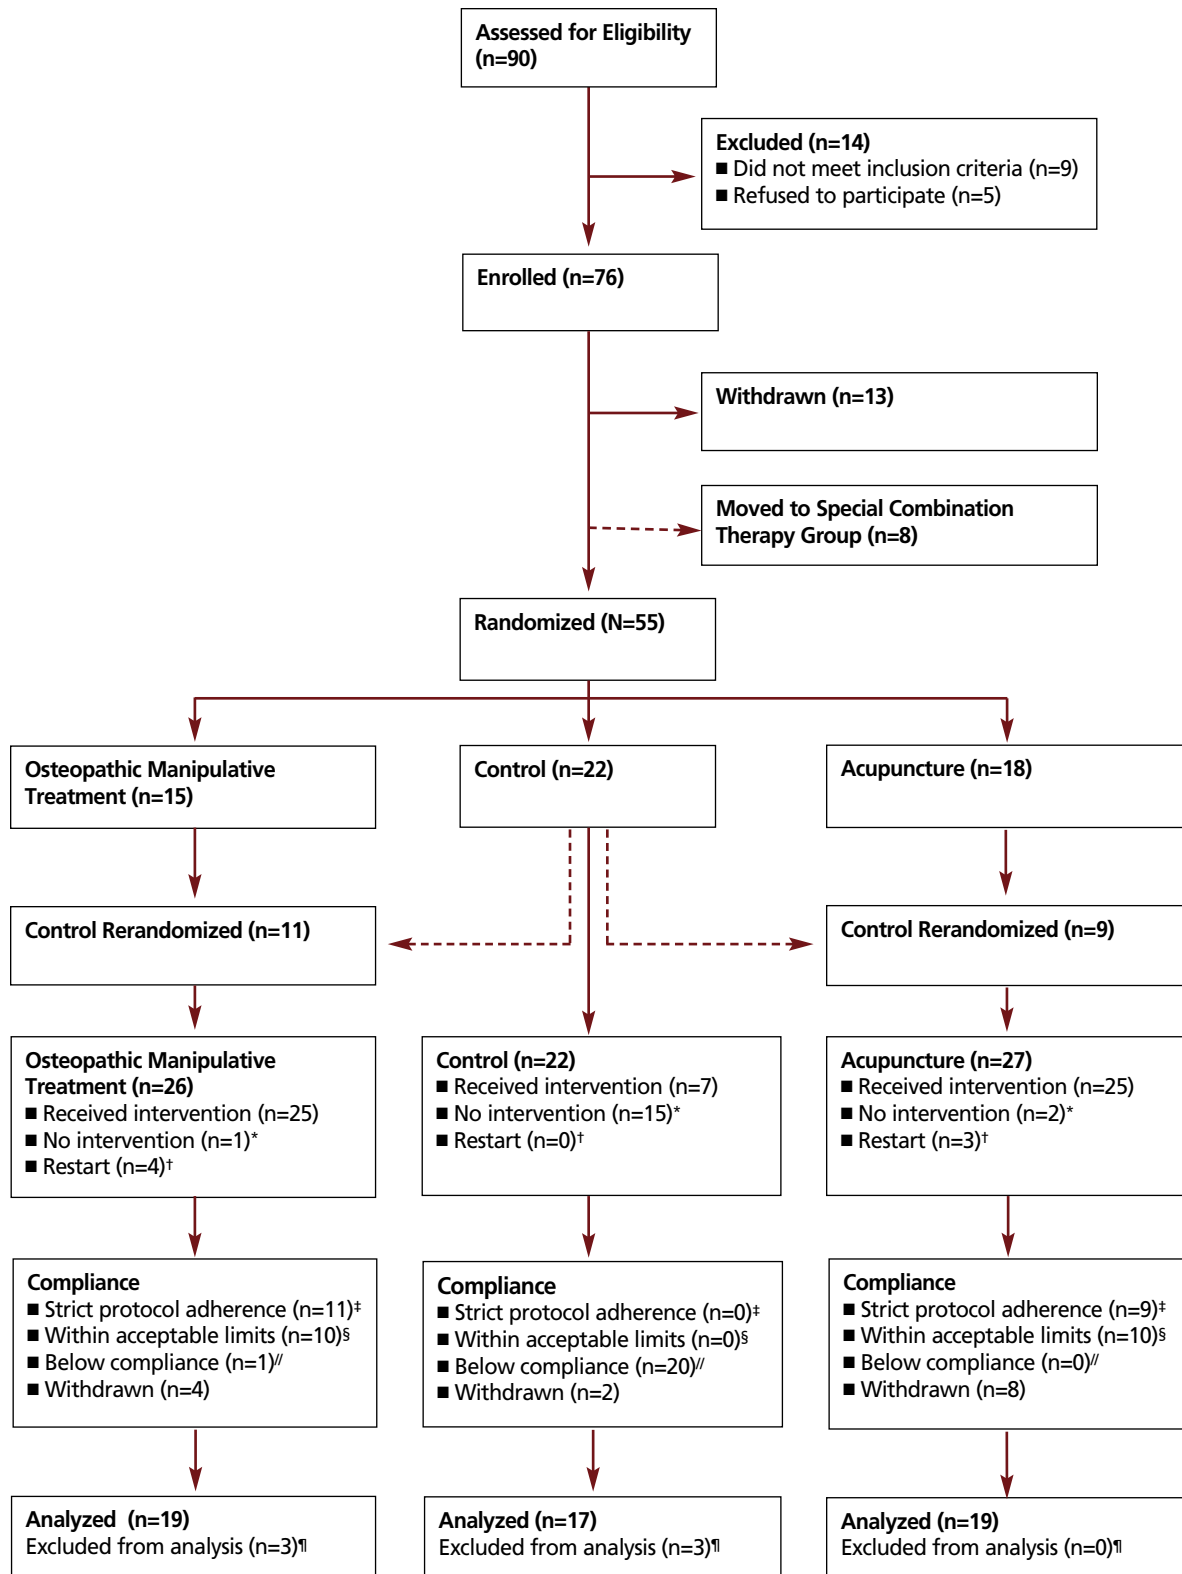 Assessed for Eligibility
(n=90)
Excluded (n=14)
■ Did not meet inclusion criteria (n=9)
■ Refused to participate (n=5)
Enrolled (n=76)
Withdrawn (n=13)
Moved to Special Combination
Therapy Group (n=8)
Randomized (N=55)
Osteopathic Manipulative
Treatment (n=15)
Control (n=22)
Acupuncture (n=18)
Control Rerandomized (n=11)
Control Rerandomized (n=9)
Osteopathic Manipulative
Treatment (n=26)
■ Received intervention (n=25)
■ No intervention (n=1)*
■ Restart (n=4)†
Control (n=22)
■ Received intervention (n=7)
■ No intervention (n=15)*
■ Restart (n=0)†
Acupuncture (n=27)
■ Received intervention (n=25)
■ No intervention (n=2)*
■ Restart (n=3)†
Compliance
■ Strict protocol adherence (n=11)‡
■ Within acceptable limits (n=10)§
■ Below compliance (n=1)//
■ Withdrawn (n=4)
Compliance
■ Strict protocol adherence (n=0)‡
■ Within acceptable limits (n=0)§
■ Below compliance (n=20)//
■ Withdrawn (n=2)
Compliance
■ Strict protocol adherence (n=9)‡
■ Within acceptable limits (n=10)§
■ Below compliance (n=0)//
■ Withdrawn (n=8)
Analyzed (n=19)
Excluded from analysis (n=3)¶
Analyzed (n=17)
Excluded from analysis (n=3)¶
Analyzed (n=19)
Excluded from analysis (n=0)¶